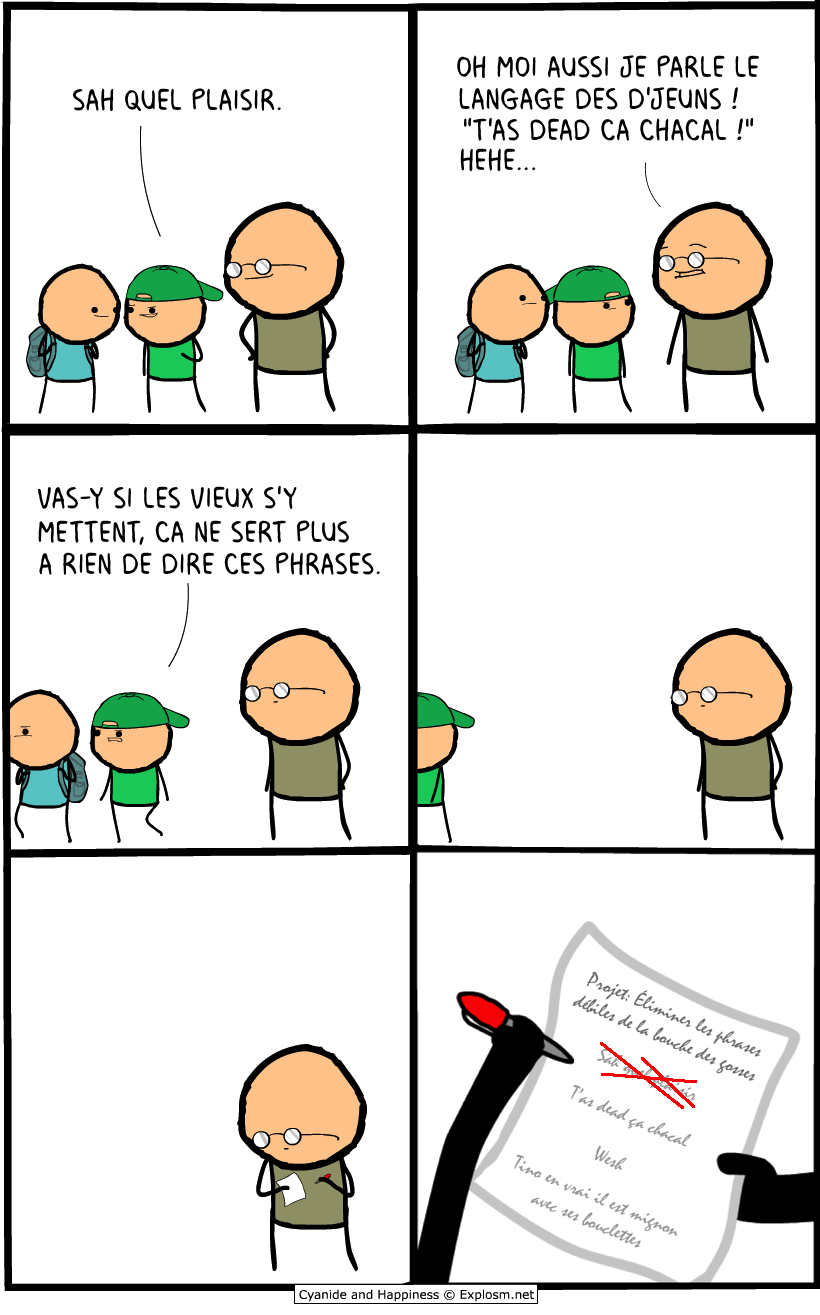 SAH QUEL PLAISIR.
OH MOI AUSSI JE PARLE LE
LANGAGE DES D'JEUNS !
"T'AS DEAD CA CHACAL !"
HEHE...
VAS-Y SI LES VIEUX S'Y
METTENT, CA NE SERT PLUS
A RIEN DE DIRE CES PHRASES.
Projet: Éliminer les phrases
débiles de la bouche des gosses
Sah quel plaisir
T'as dead ça chacal
Wesh
Tino en vrai il est mignon
avec ses bouclettes
Cyanide and Happiness © Explosm.net